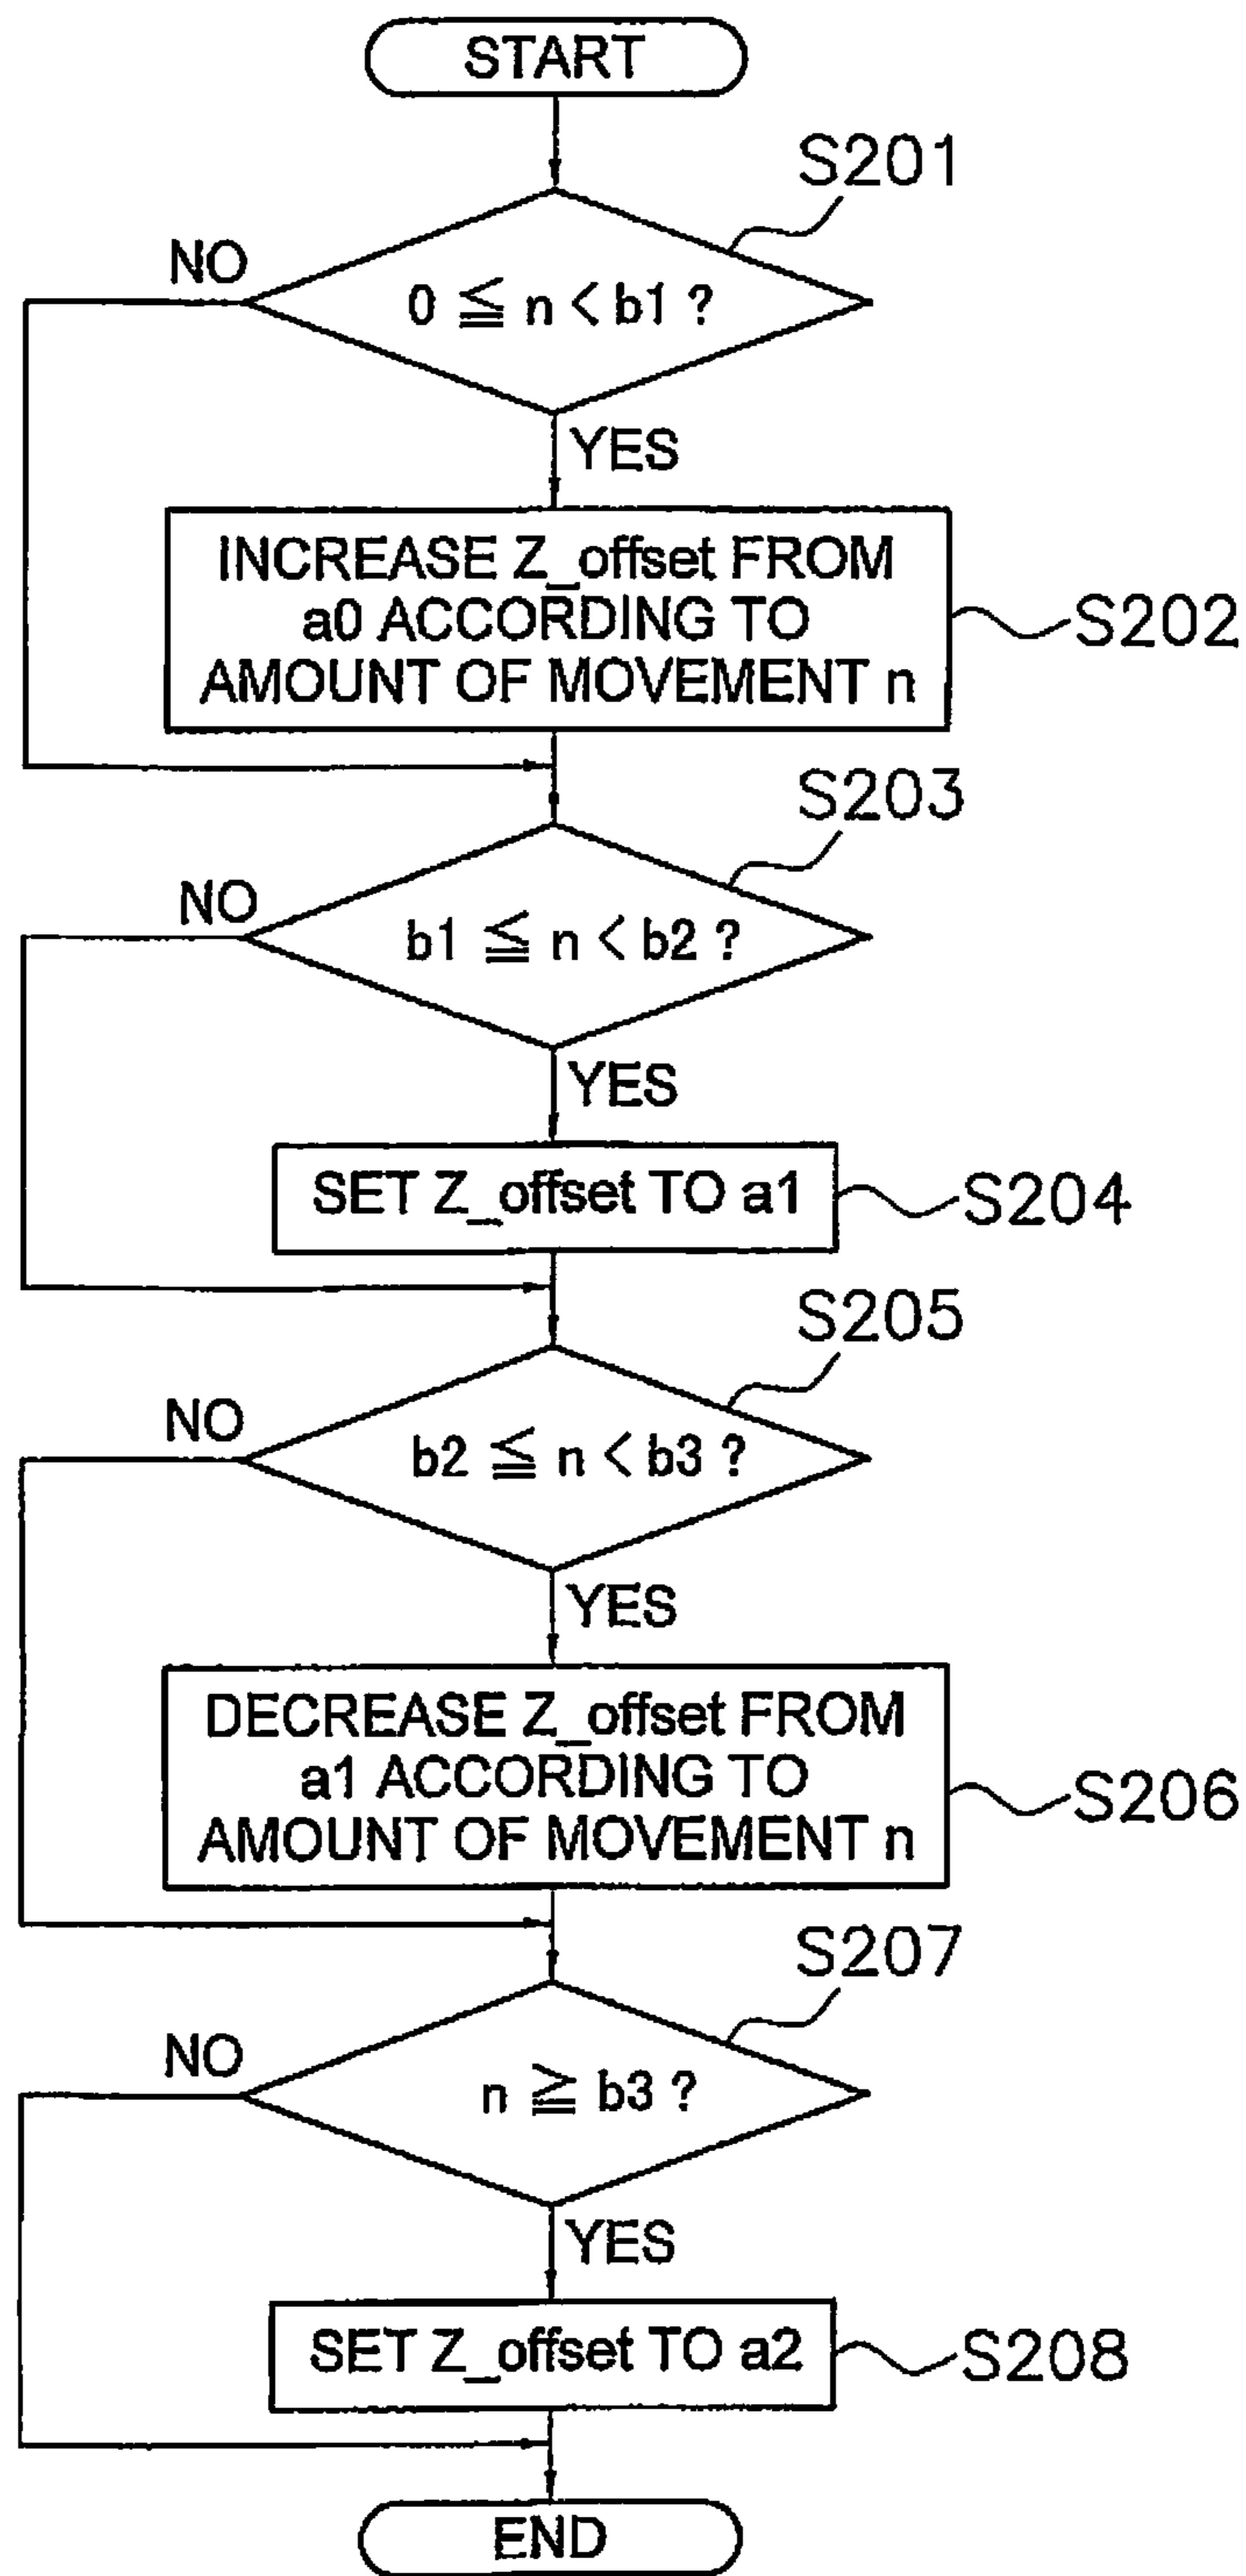 START
S201
NO
0 ≦ n < b1 ?
YES
INCREASE Z_offset FROM
a0 ACCORDING TO
AMOUNT OF MOVEMENT n
S202
S203
NO
b1 ≦ n < b2 ?
YES
SET Z_offset TO a1
S204
S205
NO
b2 ≦ n < b3 ?
YES
DECREASE Z_offset FROM
a1 ACCORDING TO
AMOUNT OF MOVEMENT n
S206
S207
NO
n ≧ b3 ?
YES
SET Z_offset TO a2
S208
END